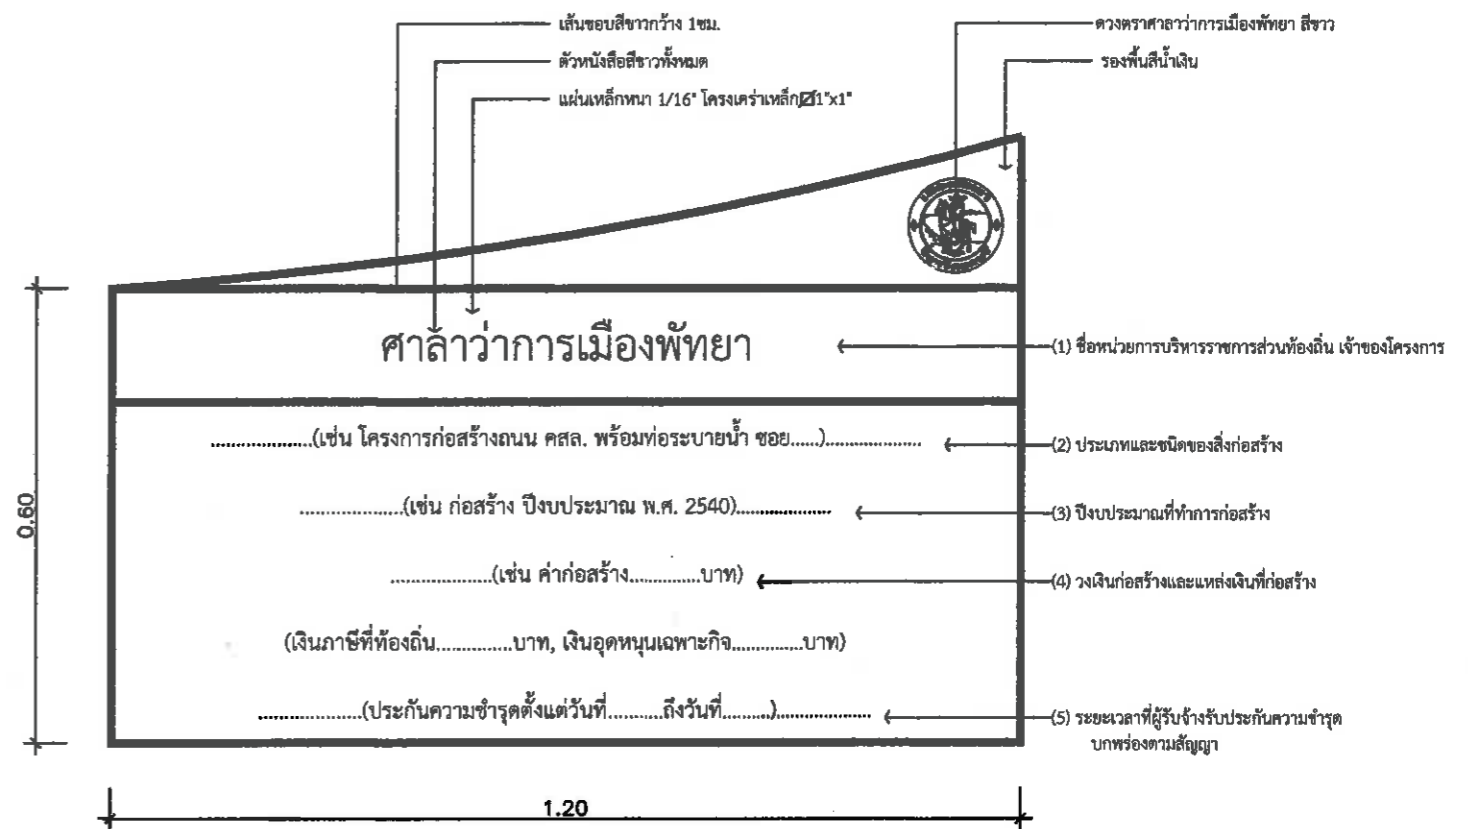 เส้นขอบสีขาวกว้าง 1ซม.
ตัวหนังสือสีขาวทั้งหมด
แผ่นเหล็กหนา 1/16" โครงเคร่าเหล็ก1"x1"
ดวงตราศาลาว่าการเมืองพัทยา สีขาว
รองพื้นสีน้ำเงิน
ศาลาว่าการเมืองพัทยา
(1) ชื่อหน่วยการบริหารราชการส่วนท้องถิ่น เจ้าของโครงการ
..................(เช่น โครงการก่อสร้างถนน คสล. พร้อมท่อระบายน้ำ ซอย......)..................
(2) ประเภทและชนิดของสิ่งก่อสร้าง
..................(เช่น ก่อสร้าง ปีงบประมาณ พ.ศ. 2540)..................
(3) ปีงบประมาณที่ทำการก่อสร้าง
..................(เช่น ค่าก่อสร้าง..............บาท)
(4) วงเงินก่อสร้างและแหล่งเงินที่ก่อสร้าง
(เงินภาษีที่ท้องถิ่น...............บาท, เงินอุดหนุนเฉพาะกิจ..............บาท)
..................(ประกันความชำรุดตั้งแต่วันที่...........ถึงวันที่..........)..................
(5) ระยะเวลาที่ผู้รับจ้างรับประกันความชำรุด
บกพร่องตามสัญญา
0.60
1.20